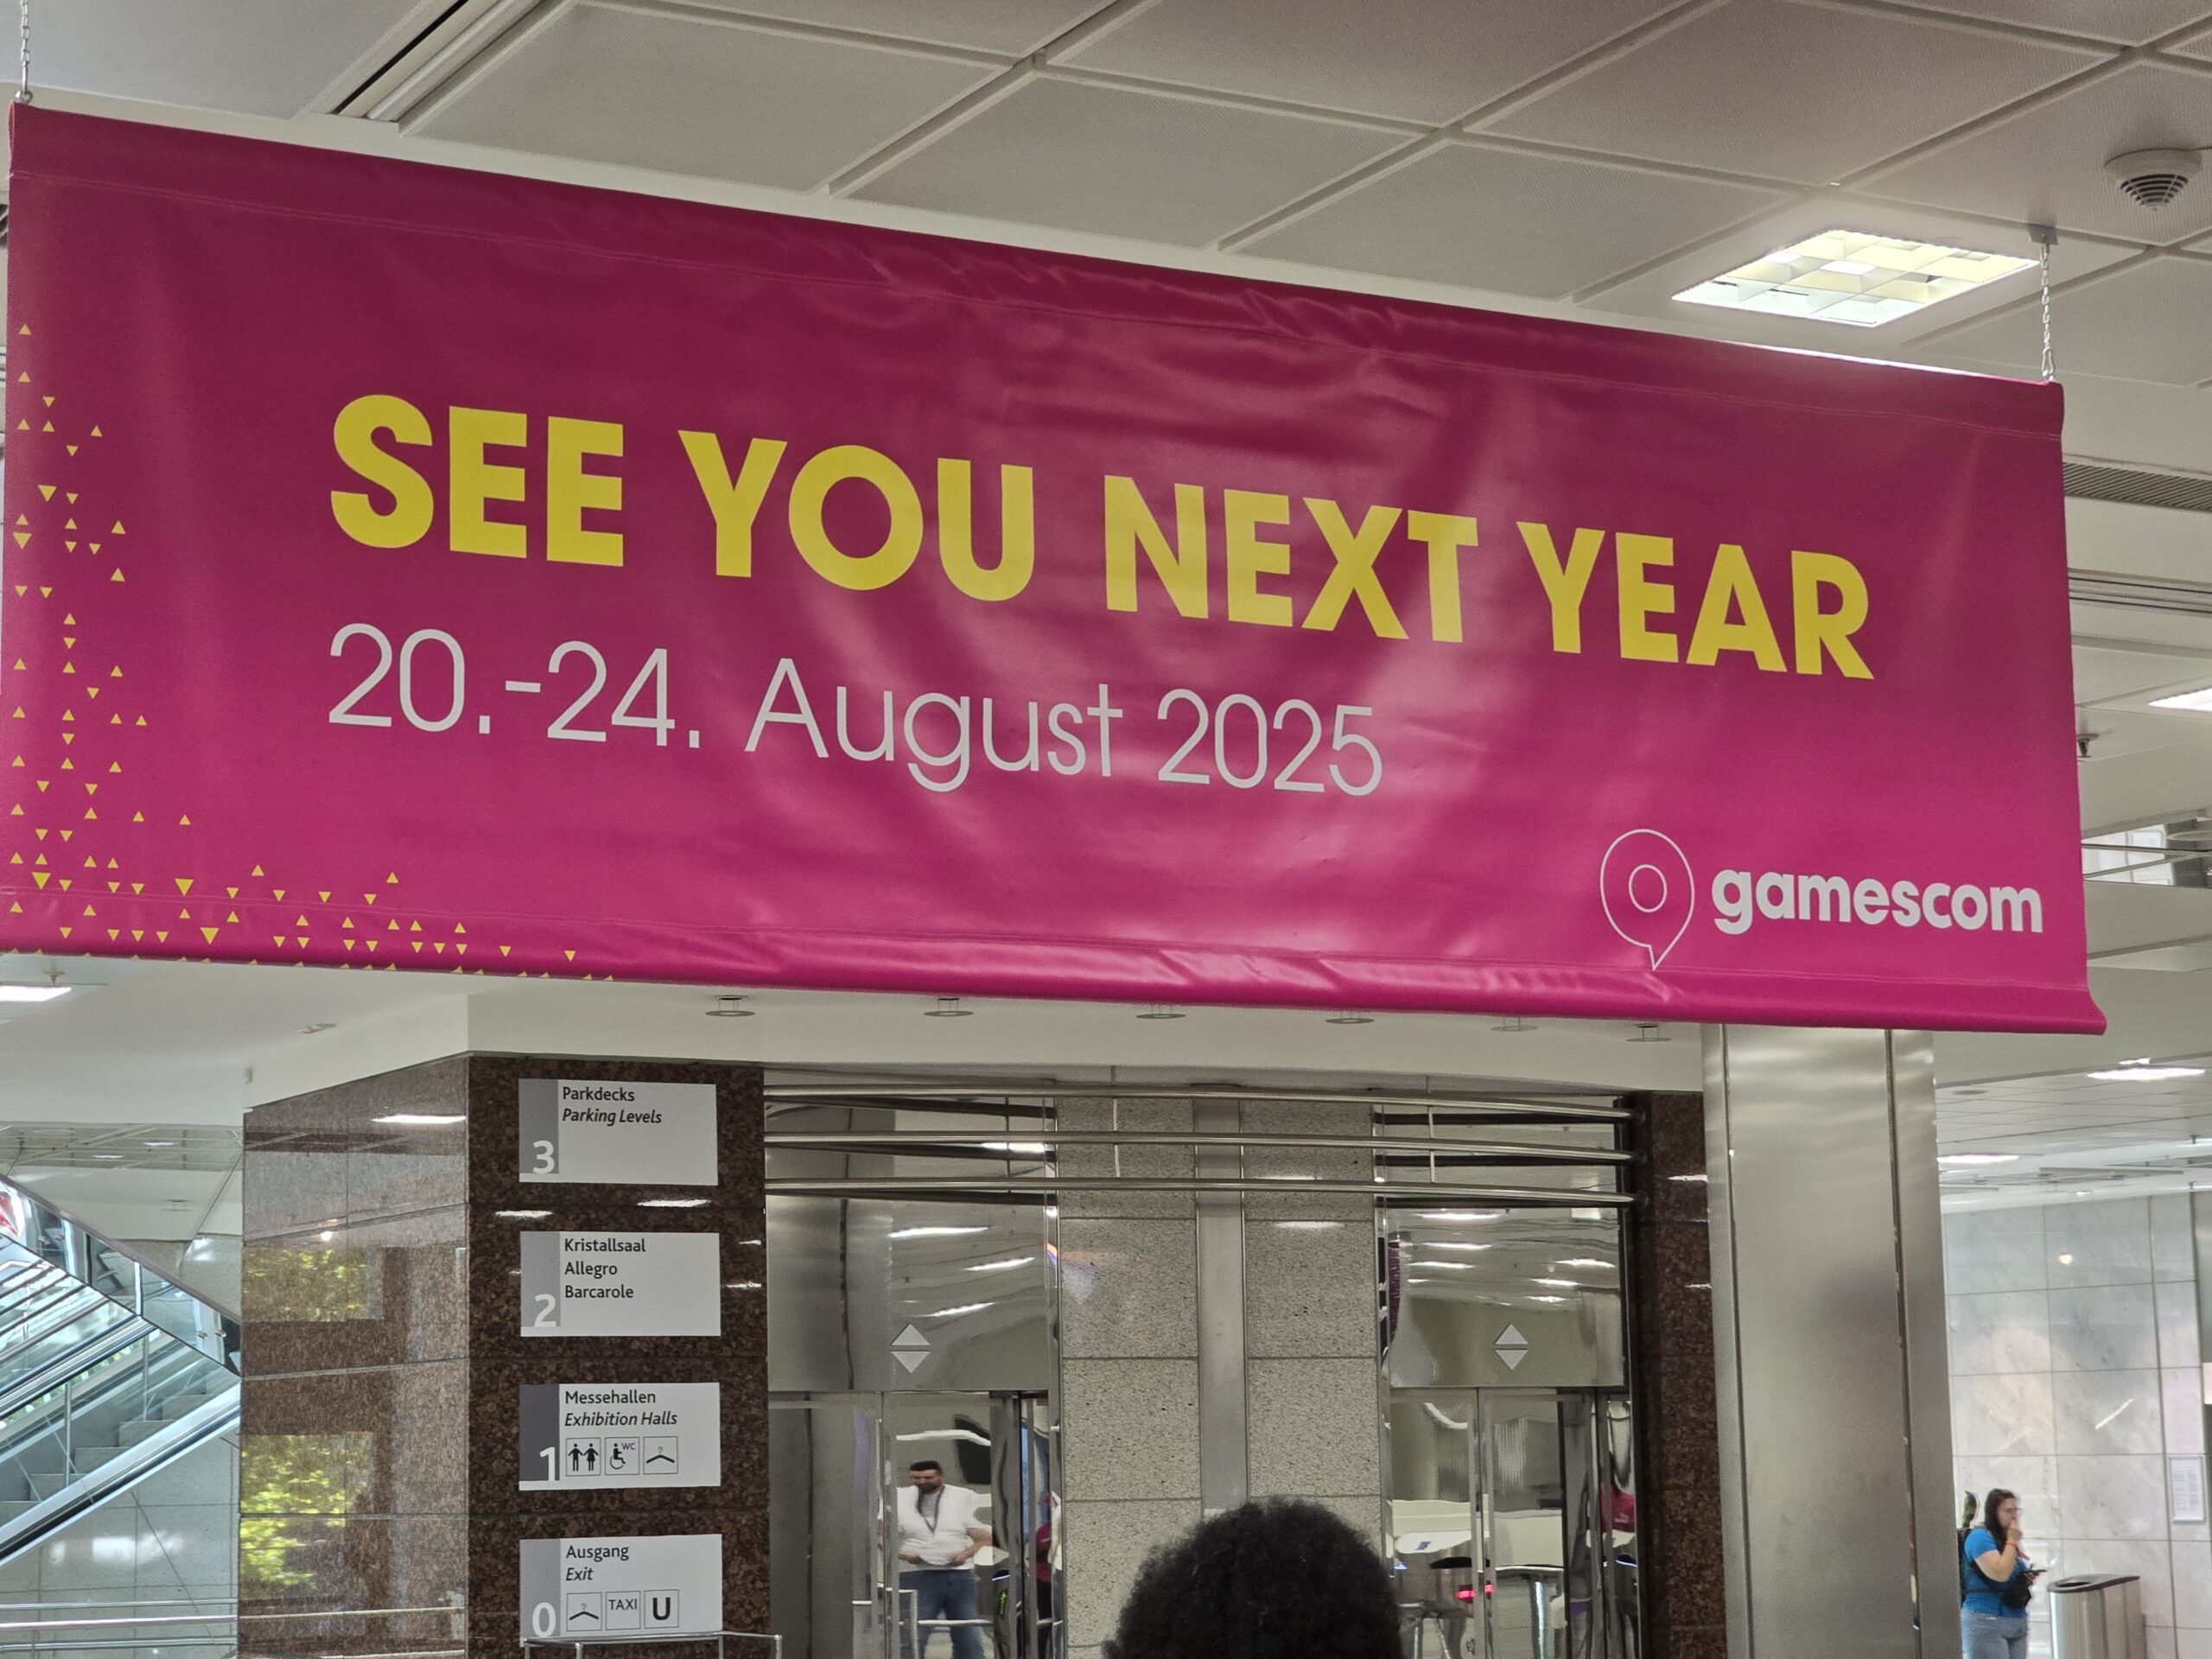 SEE YOU NEXT YEAR
20.-24. August 2025
gamescom
3
Parkdecks
Parking Levels
2
Kristallsaal
Allegro
Barcarole
1
Messehallen
Exhibition Halls
WC
0
Ausgang
Exit
TAXI
U